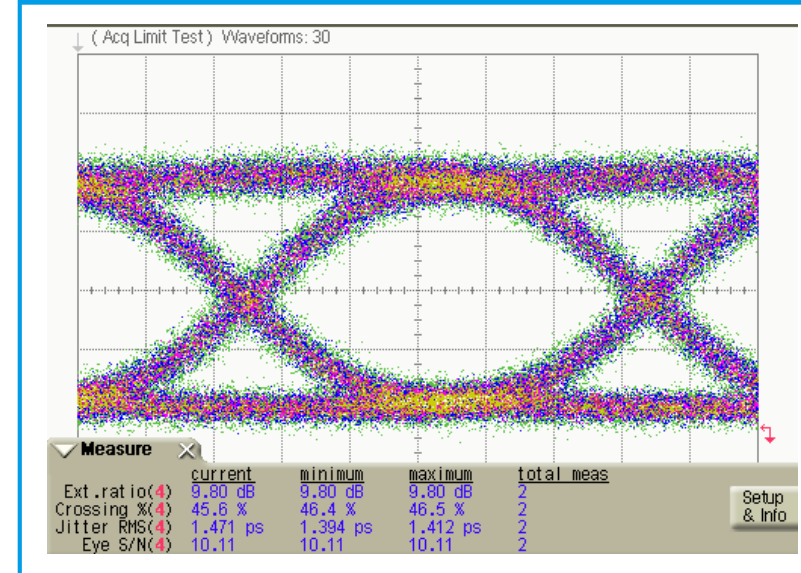 ( Acq Limit Test ) Waveforms: 30
Measure
current minimum maximum total meas
Ext.ratio(4) 9.80 dB 9.80 dB 9.80 dB 2
Crossing %(4) 45.6 % 46.4 % 46.5 % 2
Jitter RMS(4) 1.471 ps 1.394 ps 1.412 ps 2
Eye S/N(4) 10.11 10.11 10.11 2
Setup
& Info